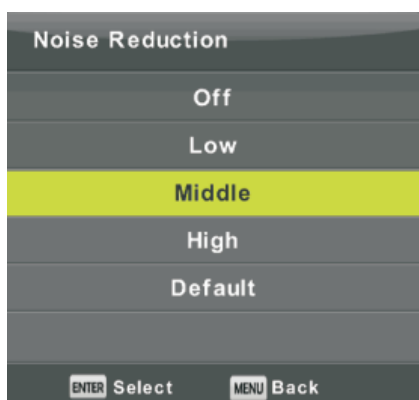 Noise Reduction
Off
Low
Middle
High
Default
ENTER Select MENU Back